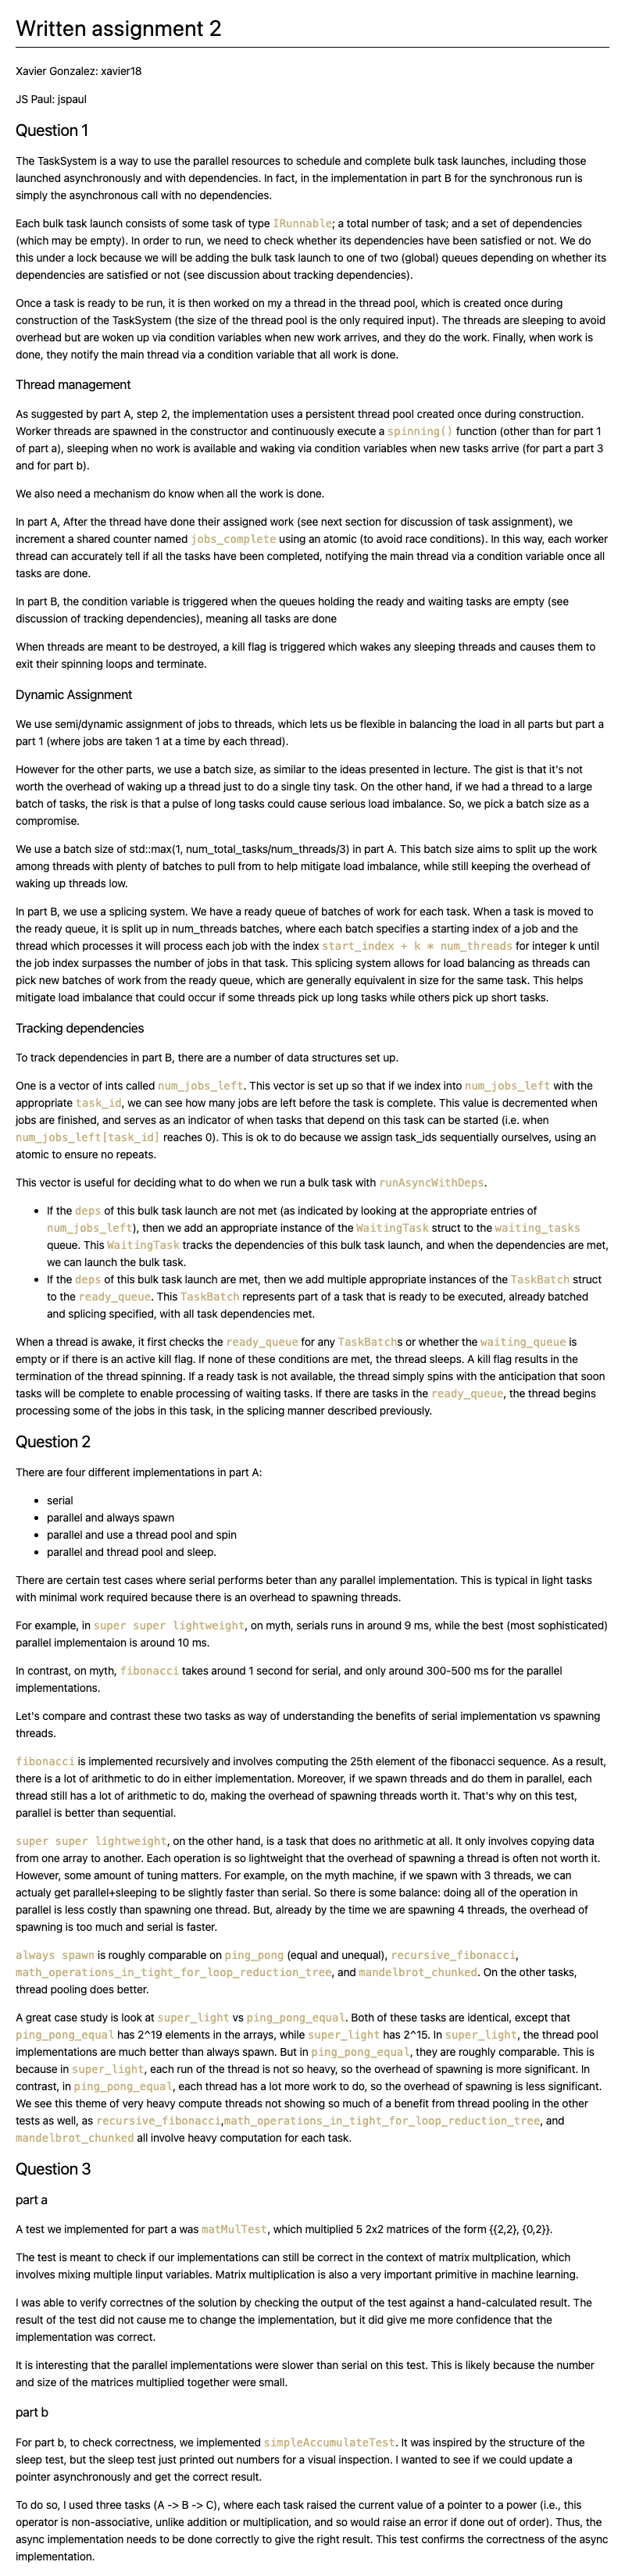 Written assignment 2
Xavier Gonzalez: xavier18
JS Paul: jspaul
Question 1
The TaskSystem is a way to use the parallel resources to schedule and complete bulk task launches, including those
launched asynchronously and with dependencies. In fact, in the implementation in part B for the synchronous run is
simply the asynchronous call with no dependencies.
Each bulk task launch consists of some task of type IRunnable; a total number of task; and a set of dependencies
(which may be empty). In order to run, we need to check whether its dependencies have been satisfied or not. We do
this under a lock because we will be adding the bulk task launch to one of two (global) queues depending on whether its
dependencies are satisfied or not (see discussion about tracking dependencies).
Once a task is ready to be run, it is then worked on my a thread in the thread pool, which is created once during
construction of the TaskSystem (the size of the thread pool is the only required input). The threads are sleeping to avoid
overhead but are woken up via condition variables when new work arrives, and they do the work. Finally, when work is
done, they notify the main thread via a condition variable that all work is done.
Thread management
As suggested by part A, step 2, the implementation uses a persistent thread pool created once during construction.
Worker threads are spawned in the constructor and continuously execute a spinning() function (other than for part 1
of part a), sleeping when no work is available and waking via condition variables when new tasks arrive (for part a part 3
and for part b).
We also need a mechanism do know when all the work is done.
In part A, After the thread have done their assigned work (see next section for discussion of task assignment), we
increment a shared counter named jobs_complete using an atomic (to avoid race conditions). In this way, each worker
thread can accurately tell if all the tasks have been completed, notifying the main thread via a condition variable once all
tasks are done.
In part B, the condition variable is triggered when the queues holding the ready and waiting tasks are empty (see
discussion of tracking dependencies), meaning all tasks are done
When threads are meant to be destroyed, a kill flag is triggered which wakes any sleeping threads and causes them to
exit their spinning loops and terminate.
Dynamic Assignment
We use semi/dynamic assignment of jobs to threads, which lets us be flexible in balancing the load in all parts but part a
part 1 (where jobs are taken 1 at a time by each thread).
However for the other parts, we use a batch size, as similar to the ideas presented in lecture. The gist is that it's not
worth the overhead of waking up a thread just to do a single tiny task. On the other hand, if we had a thread to a large
batch of tasks, the risk is that a pulse of long tasks could cause serious load imbalance. So, we pick a batch size as a
compromise.
We use a batch size of std::max(1, num_total_tasks/num_threads/3) in part A. This batch size aims to split up the work
among threads with plenty of batches to pull from to help mitigate load imbalance, while still keeping the overhead of
waking up threads low.
In part B, we use a splicing system. We have a ready queue of batches of work for each task. When a task is moved to
the ready queue, it is split up in num_threads batches, where each batch specifies a starting index of a job and the
thread which processes it will process each job with the index start_index + k * num_threads for integer k until
the job index surpasses the number of jobs in that task. This splicing system allows for load balancing as threads can
pick new batches of work from the ready queue, which are generally equivalent in size for the same task. This helps
mitigate load imbalance that could occur if some threads pick up long tasks while others pick up short tasks.
Tracking dependencies
To track dependencies in part B, there are a number of data structures set up.
One is a vector of ints called num_jobs_left. This vector is set up so that if we index into num_jobs_left with the
appropriate task_id, we can see how many jobs are left before the task is complete. This value is decremented when
jobs are finished, and serves as an indicator of when tasks that depend on this task can be started (i.e. when
num_jobs_left[task_id] reaches 0). This is ok to do because we assign task_ids sequentially ourselves, using an
atomic to ensure no repeats.
This vector is useful for deciding what to do when we run a bulk task with runAsyncWithDeps.
• If the deps of this bulk task launch are not met (as indicated by looking at the appropriate entries of
num_jobs_left), then we add an appropriate instance of the WaitingTask struct to the waiting_tasks
queue. This WaitingTask tracks the dependencies of this bulk task launch, and when the dependencies are met,
we can launch the bulk task.
• If the deps of this bulk task launch are met, then we add multiple appropriate instances of the TaskBatch struct
to the ready_queue. This TaskBatch represents part of a task that is ready to be executed, already batched
and splicing specified, with all task dependencies met.
When a thread is awake, it first checks the ready_queue for any TaskBatchs or whether the waiting_queue is
empty or if there is an active kill flag. If none of these conditions are met, the thread sleeps. A kill flag results in the
termination of the thread spinning. If a ready task is not available, the thread simply spins with the anticipation that soon
tasks will be complete to enable processing of waiting tasks. If there are tasks in the ready_queue, the thread begins
processing some of the jobs in this task, in the splicing manner described previously.
Question 2
There are four different implementations in part A:
• serial
• parallel and always spawn
• parallel and use a thread pool and spin
• parallel and thread pool and sleep.
There are certain test cases where serial performs beter than any parallel implementation. This is typical in light tasks
with minimal work required because there is an overhead to spawning threads.
For example, in super super lightweight, on myth, serials runs in around 9 ms, while the best (most sophisticated)
parallel implementaion is around 10 ms.
In contrast, on myth, fibonacci takes around 1 second for serial, and only around 300-500 ms for the parallel
implementations.
Let's compare and contrast these two tasks as way of understanding the benefits of serial implementation vs spawning
threads.
fibonacci is implemented recursively and involves computing the 25th element of the fibonacci sequence. As a result,
there is a lot of arithmetic to do in either implementation. Moreover, if we spawn threads and do them in parallel, each
thread still has a lot of arithmetic to do, making the overhead of spawning threads worth it. That's why on this test,
parallel is better than sequential.
super super lightweight, on the other hand, is a task that does no arithmetic at all. It only involves copying data
from one array to another. Each operation is so lightweight that the overhead of spawning a thread is often not worth it.
However, some amount of tuning matters. For example, on the myth machine, if we spawn with 3 threads, we can
actualy get parallel+sleeping to be slightly faster than serial. So there is some balance: doing all of the operation in
parallel is less costly than spawning one thread. But, already by the time we are spawning 4 threads, the overhead of
spawning is too much and serial is faster.
always spawn is roughly comparable on ping_pong (equal and unequal), recursive_fibonacci,
math_operations_in_tight_for_loop_reduction_tree, and mandelbrot_chunked. On the other tasks,
thread pooling does better.
A great case study is look at super_light vs ping_pong_equal. Both of these tasks are identical, except that
ping_pong_equal has 2^19 elements in the arrays, while super_light has 2^15. In super_light, the thread pool
implementations are much better than always spawn. But in ping_pong_equal, they are roughly comparable. This is
because in super_light, each run of the thread is not so heavy, so the overhead of spawning is more significant. In
contrast, in ping_pong_equal, each thread has a lot more work to do, so the overhead of spawning is less significant.
We see this theme of very heavy compute threads not showing so much of a benefit from thread pooling in the other
tests as well, as recursive_fibonacci,math_operations_in_tight_for_loop_reduction_tree, and
mandelbrot_chunked all involve heavy computation for each task.
Question 3
part a
A test we implemented for part a was matMulTest, which multiplied 5 2x2 matrices of the form {{2,2}, {0,2}}.
The test is meant to check if our implementations can still be correct in the context of matrix multplication, which
involves mixing multiple linput variables. Matrix multiplication is also a very important primitive in machine learning.
I was able to verify correctnes of the solution by checking the output of the test against a hand-calculated result. The
result of the test did not cause me to change the implementation, but it did give me more confidence that the
implementation was correct.
It is interesting that the parallel implementations were slower than serial on this test. This is likely because the number
and size of the matrices multiplied together were small.
part b
For part b, to check correctness, we implemented simpleAccumulateTest. It was inspired by the structure of the
sleep test, but the sleep test just printed out numbers for a visual inspection. I wanted to see if we could update a
pointer asynchronously and get the correct result.
To do so, I used three tasks (A -> B -> C), where each task raised the current value of a pointer to a power (i.e., this
operator is non-associative, unlike addition or multiplication, and so would raise an error if done out of order). Thus, the
async implementation needs to be done correctly to give the right result. This test confirms the correctness of the async
implementation.